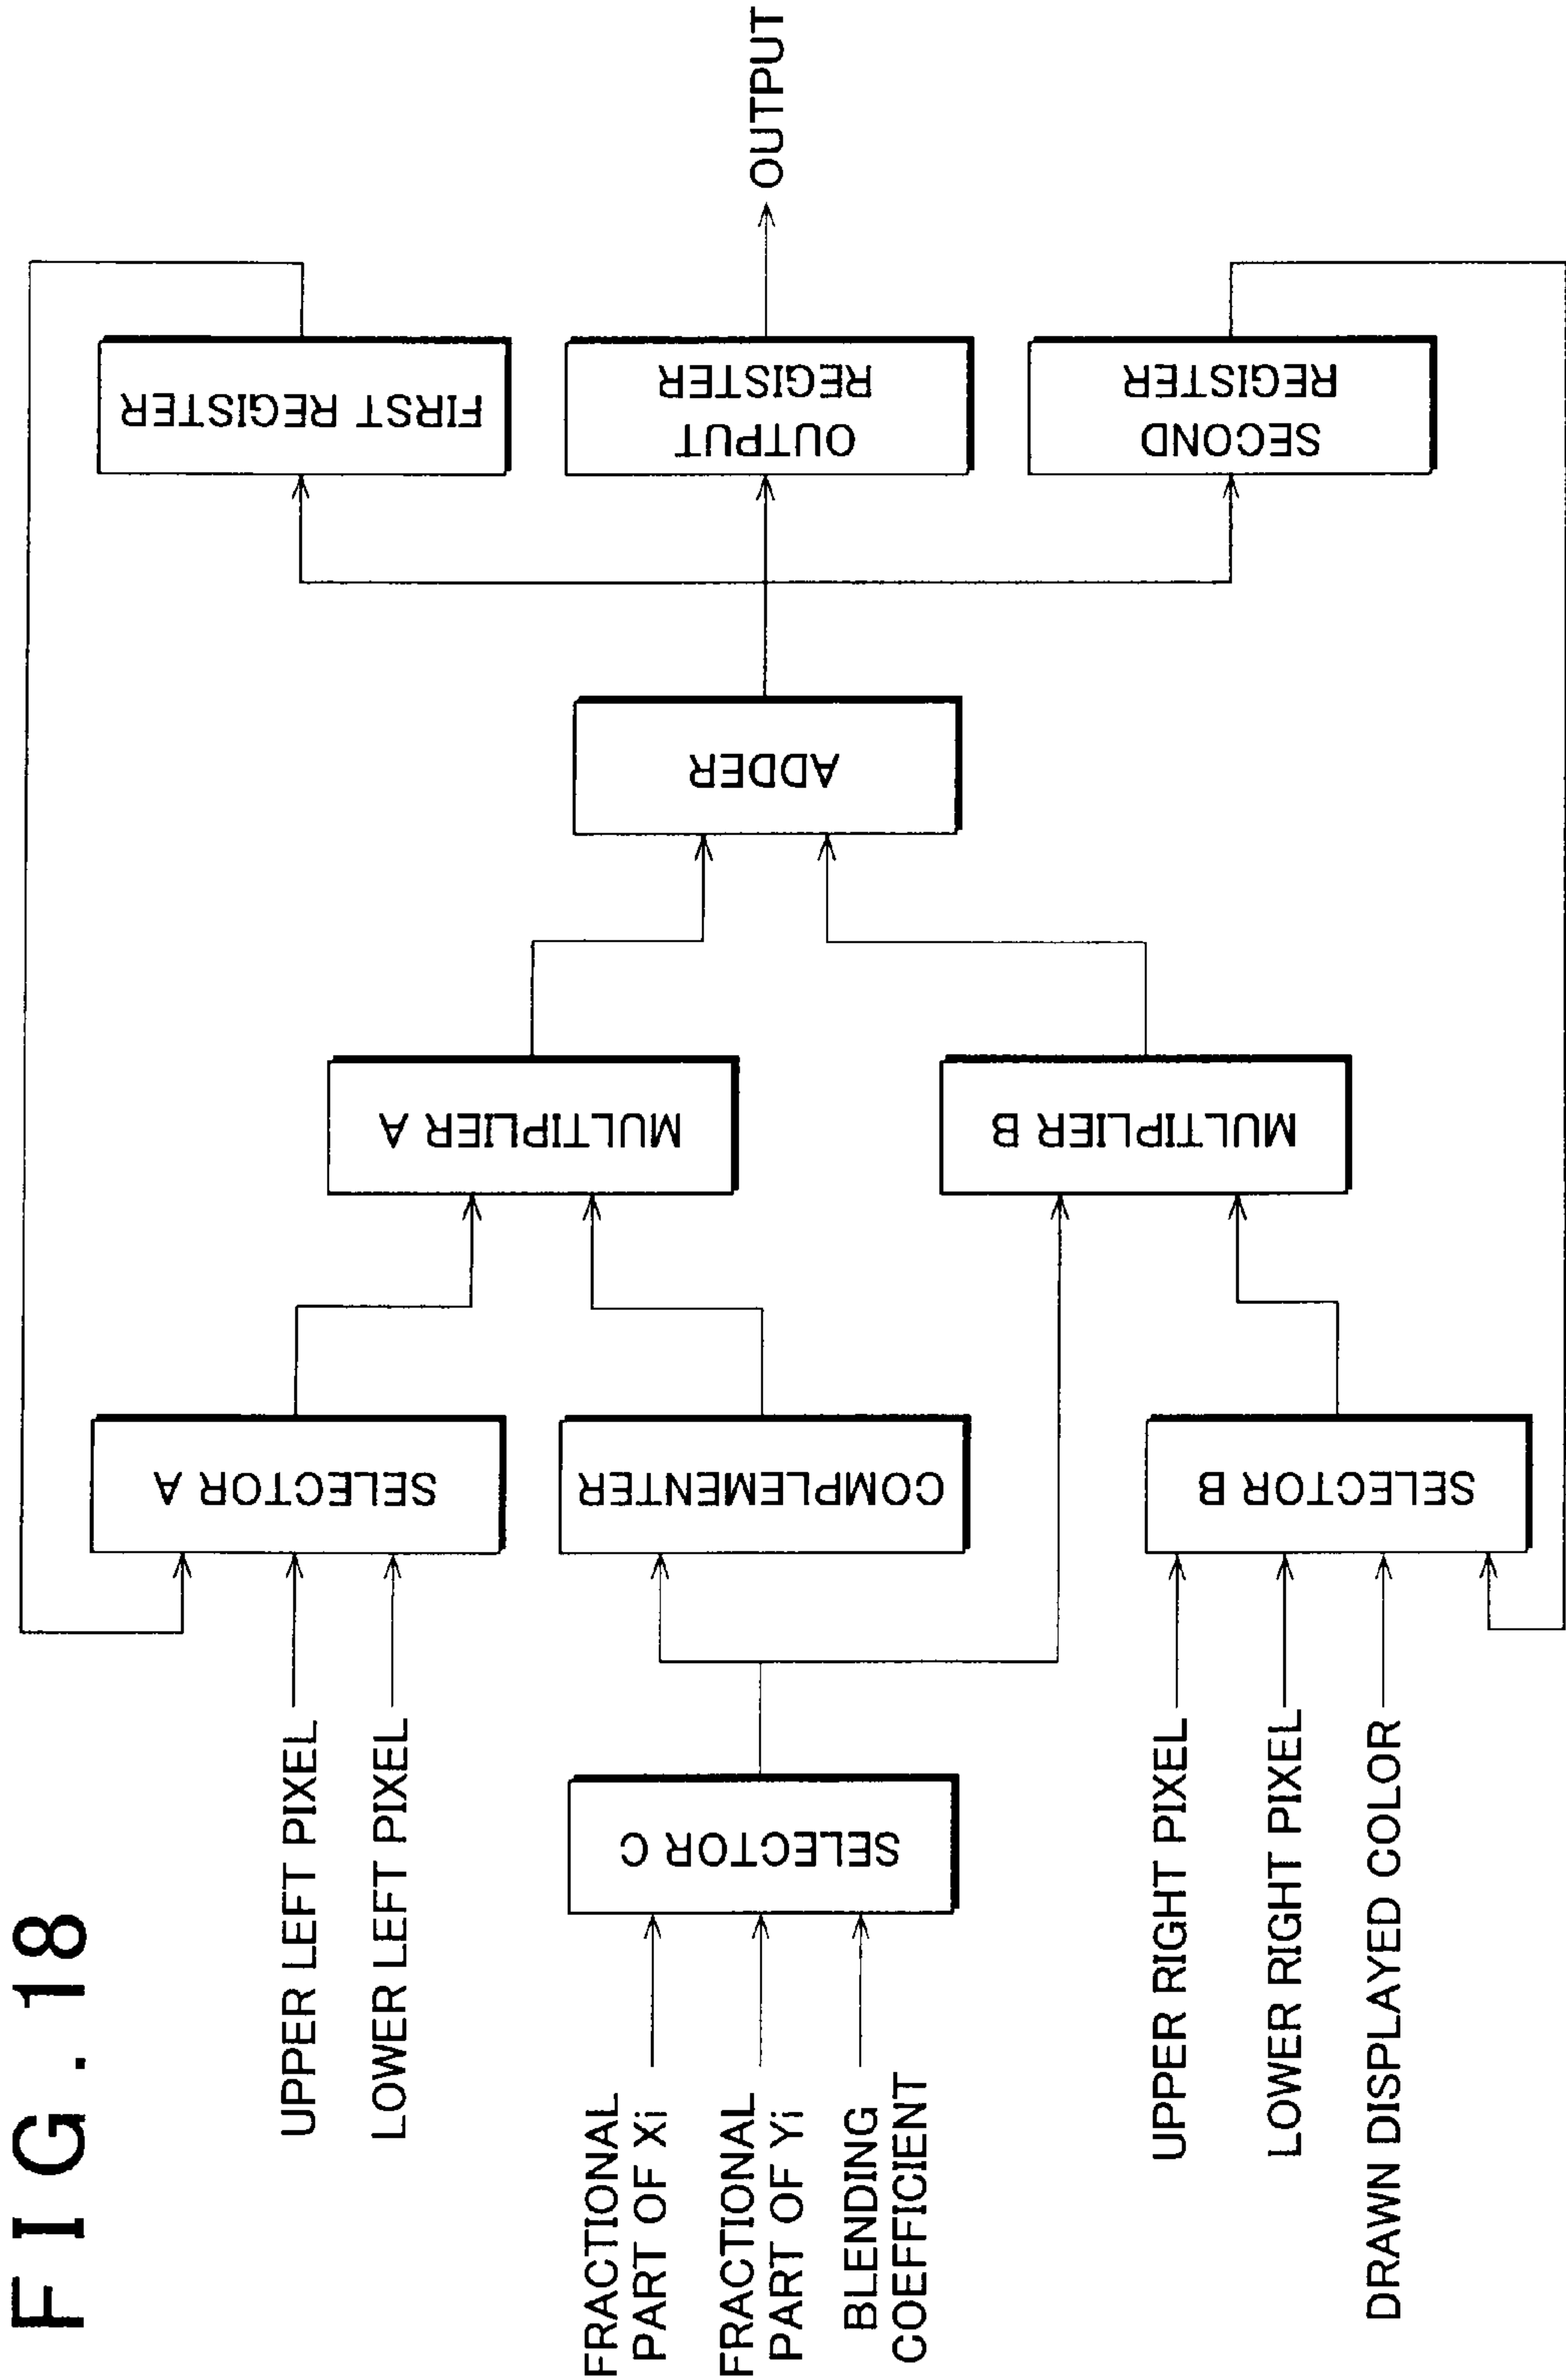 FIG.18
UPPER LEFT PIXEL
LOWER LEFT PIXEL
FRACTIONAL
PART OF Xi
FRACTIONAL
PART OF Yi
BLENDING
COEFFICIENT
UPPER RIGHT PIXEL
LOWER RIGHT PIXEL
DRAWN DISPLAYED COLOR
SELECTOR C
SELECTOR A
COMPLEMENTER
SELECTOR B
MULTIPLIER A
MULTIPLIER B
ADDER
FIRST REGISTER
OUTPUT
REGISTER
SECOND
REGISTER
OUTPUT